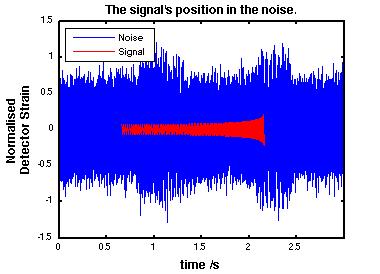 The signal's position in the noise.
1.5
Noise
Signal
1
0.5
0
-0.5
-1
-1.5
Normalised
Detector Strain
0 0.5 1 1.5 2 2.5
time /s